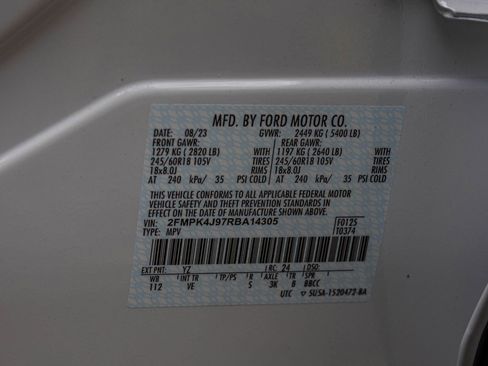 MFD. BY FORD MOTOR CO.
DATE: 08/23 GVWR: 2449 KG (5400 LB)
FRONT GAWR: REAR GAWR:
1279 KG (2820 LB) WITH 1197 KG (2640 LB) WITH
245/60R18 105V TIRES 245/60R18 105V TIRES
18x8.0J RIMS 18x8.0J RIMS
AT 240 kPa/ 35 PSI COLD AT 240 kPa/ 35 PSI COLD
THIS VEHICLE CONFORMS TO ALL APPLICABLE FEDERAL MOTOR
VEHICLE SAFETY AND THEFT PREVENTION STANDARDS IN
EFFECT ON THE DATE OF MANUFACTURE SHOWN ABOVE.
VIN: 2FMPK4J97RBA14305 F0125
TYPE: MPV T0374
EXT PNT: YZ RC: 24 DSO:
WB INT TR TP/PS R AXLE TR SPR
112 VE S 3K B BBCC
UTC ▽ 5U5A-1520472-BA